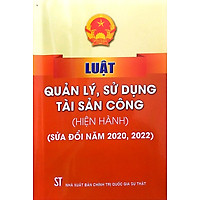 LUẬT
QUẢN LÝ, SỬ DỤNG
TÀI SẢN CÔNG
(HIỆN HÀNH)
(SỬA ĐỔI NĂM 2020, 2022)
ST NHÀ XUẤT BẢN CHÍNH TRỊ QUỐC GIA SỰ THẬT